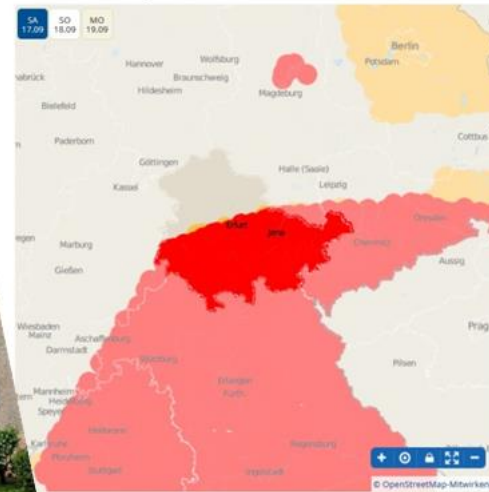 SA
17.09
SO
18.09
MO
19.09
Berlin
Potsdam
Hannover
Wolfsburg
Braunschweig
Hildesheim
Magdeburg
Bielefeld
Cottbus
Paderborn
Göttingen
Halle (Saale)
Leipzig
Kassel
Erfurt
Jena
Dresden
Chemnitz
Marburg
Gießen
Aussig
Wiesbaden
Mainz
Aschaffenburg
Darmstadt
Prag
Würzburg
Pilsen
Mannheim
Heidelberg
Speyer
Erlangen
Fürth
Heilbronn
Karlsruhe
Pforzheim
Stuttgart
Regensburg
Ingolstadt
© OpenStreetMap-Mitwirken